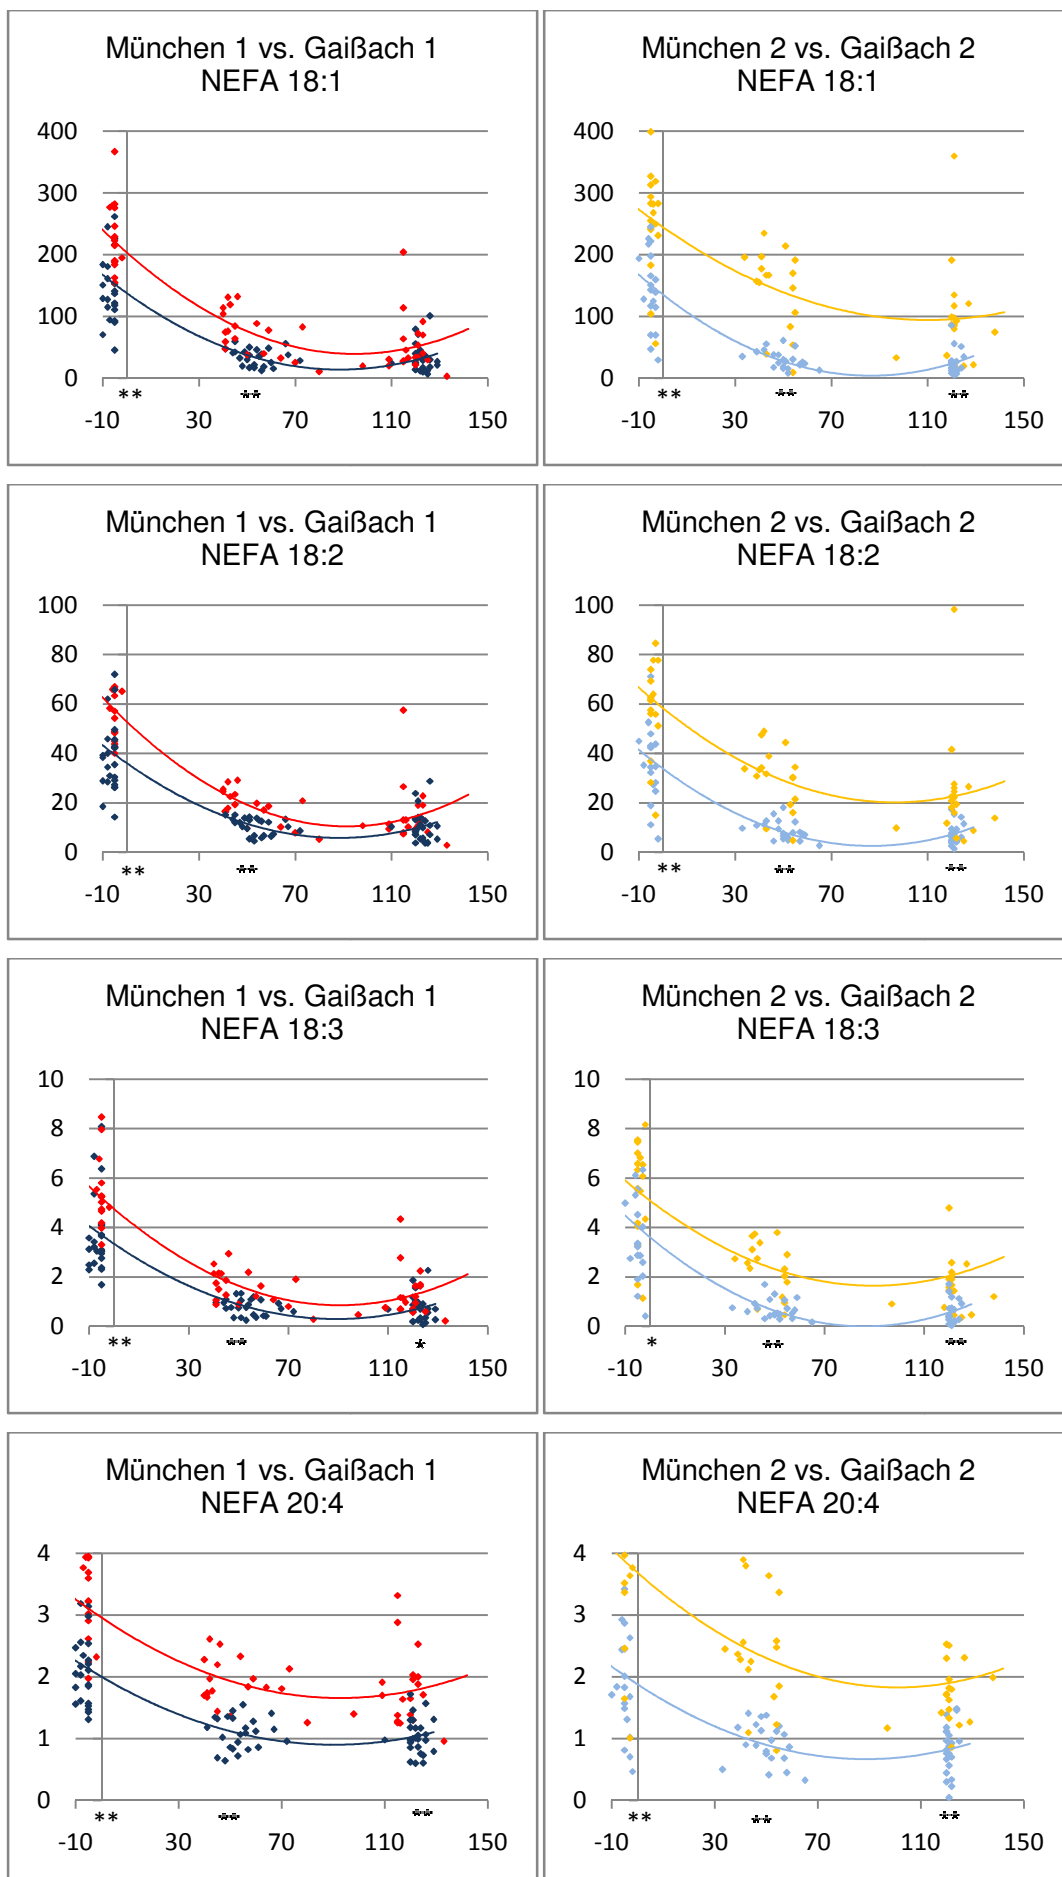 München 1 vs. Gaißach 1
NEFA 18:1
400
300
200
100
0
** ** 
-10 30 70 110 150
München 2 vs. Gaißach 2
NEFA 18:1
400
300
200
100
0
** ** **
-10 30 70 110 150
München 1 vs. Gaißach 1
NEFA 18:2
100
80
60
40
20
0
** **
-10 30 70 110 150
München 2 vs. Gaißach 2
NEFA 18:2
100
80
60
40
20
0
** ** **
-10 30 70 110 150
München 1 vs. Gaißach 1
NEFA 18:3
10
8
6
4
2
0
** ** *
-10 30 70 110 150
München 2 vs. Gaißach 2
NEFA 18:3
10
8
6
4
2
0
* ** **
-10 30 70 110 150
München 1 vs. Gaißach 1
NEFA 20:4
4
3
2
1
0
** ** **
-10 30 70 110 150
München 2 vs. Gaißach 2
NEFA 20:4
4
3
2
1
0
** ** **
-10 30 70 110 150